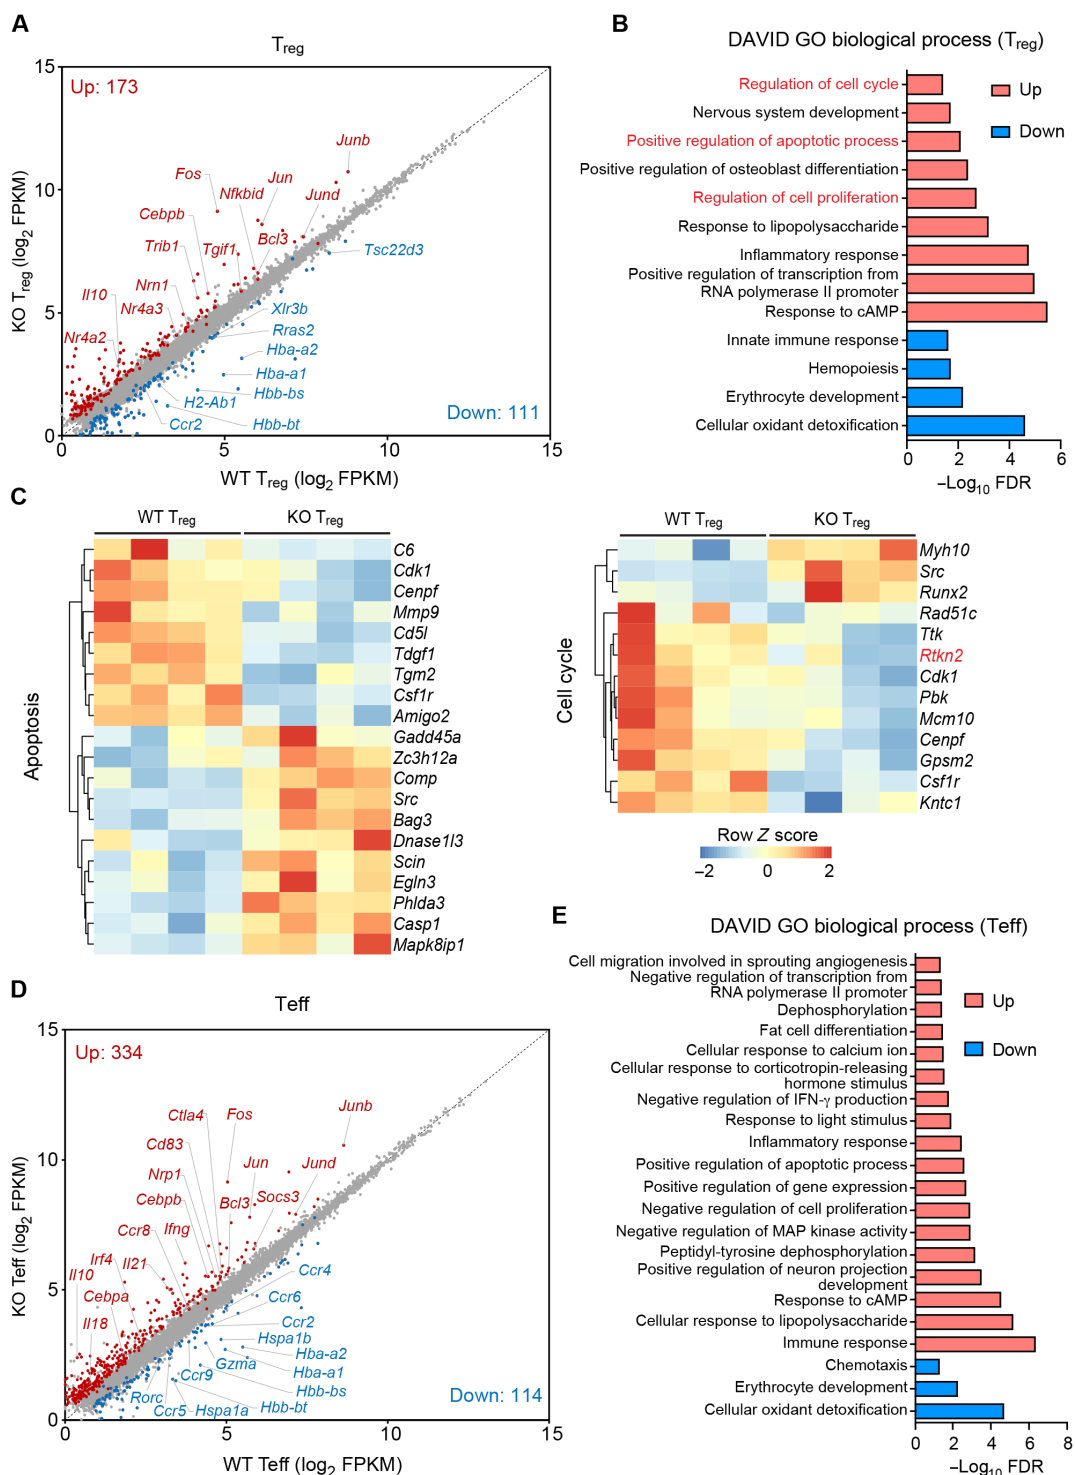 A
Treg
Up: 173
Down: 111
Junb
Fos
Jun
Nfkbid
Jund
Cebpb
Bcl3
Trib1
Tgif1
Tsc22d3
Nrn1
Il10
Nr4a3
Xlr3b
Nr4a2
Rras2
Hba-a2
Hba-a1
Hbb-bs
H2-Ab1
Ccr2
Hbb-bt
15
10
5
0
0
5
10
15
KO Treg (log2 FPKM)
WT Treg (log2 FPKM)
B
DAVID GO biological process (Treg)
Regulation of cell cycle
Nervous system development
Positive regulation of apoptotic process
Positive regulation of osteoblast differentiation
Regulation of cell proliferation
Response to lipopolysaccharide
Inflammatory response
Positive regulation of transcription from
RNA polymerase II promoter
Response to cAMP
Innate immune response
Hemopoiesis
Erythrocyte development
Cellular oxidant detoxification
Up
Down
0
2
4
6
−Log10 FDR
C
WT Treg
KO Treg
Apoptosis
C6
Cdk1
Cenpf
Mmp9
Cd5l
Tdgf1
Tgm2
Csf1r
Amigo2
Gadd45a
Zc3h12a
Comp
Src
Bag3
Dnase1l3
Scin
Egln3
Phlda3
Casp1
Mapk8ip1
WT Treg
KO Treg
Cell cycle
Myh10
Src
Runx2
Rad51c
Ttk
Rtkn2
Cdk1
Pbk
Mcm10
Cenpf
Gpsm2
Csf1r
Kntc1
Row Z score
−2
0
2
D
Teff
Up: 334
Down: 114
Junb
Ctla4
Fos
Cd83
Jun
Jund
Nrp1
Cebpb
Bcl3
Socs3
Ccr8
Ifng
Irf4
Il21
Il10
Cebpa
Il18
Ccr4
Ccr6
Ccr2
Hspa1b
Hba-a2
Gzma
Hba-a1
Ccr9
Hbb-bs
Rorc
Hbb-bt
Ccr5
Hspa1a
15
10
5
0
0
5
10
15
KO Teff (log2 FPKM)
WT Teff (log2 FPKM)
E
DAVID GO biological process (Teff)
Cell migration involved in sprouting angiogenesis
Negative regulation of transcription from
RNA polymerase II promoter
Dephosphorylation
Fat cell differentiation
Cellular response to calcium ion
Cellular response to corticotropin-releasing
hormone stimulus
Negative regulation of IFN-γ production
Response to light stimulus
Inflammatory response
Positive regulation of apoptotic process
Positive regulation of gene expression
Negative regulation of cell proliferation
Negative regulation of MAP kinase activity
Peptidyl-tyrosine dephosphorylation
Positive regulation of neuron projection
development
Response to cAMP
Cellular response to lipopolysaccharide
Immune response
Chemotaxis
Erythrocyte development
Cellular oxidant detoxification
Up
Down
0
2
4
6
8
−Log10 FDR